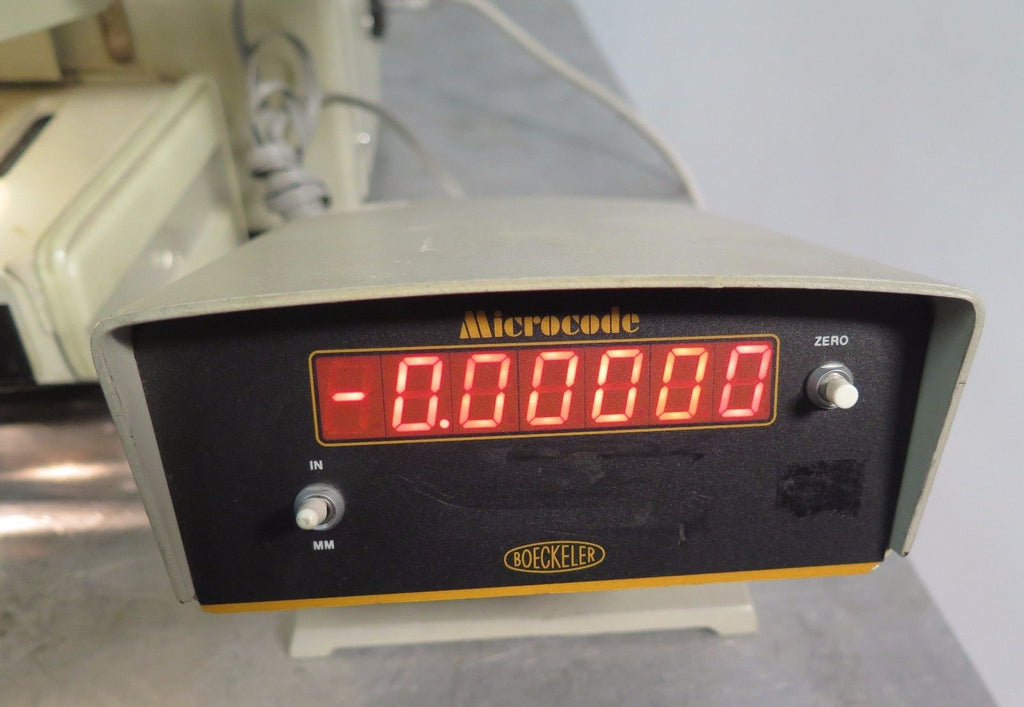 Microcode
-0.00000
ZERO
IN
MM
BOECKELER